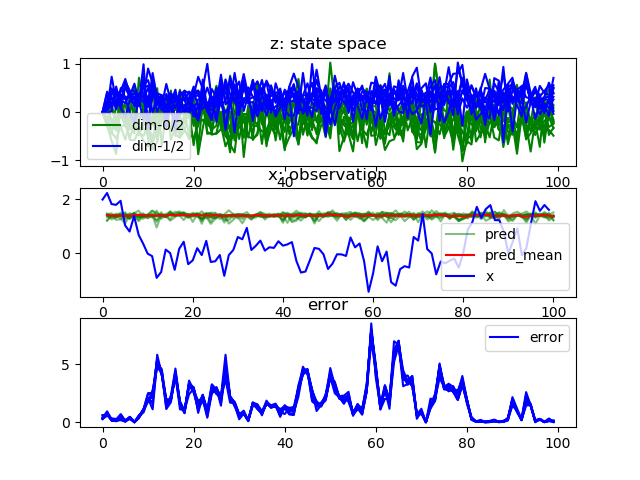 z: state space
1
0
−1
dim-0/2
dim-1/2
0
20
40
60
80
100
x: observation
2
0
pred
pred_mean
x
0
20
40
60
80
100
error
5
0
error
0
20
40
60
80
100